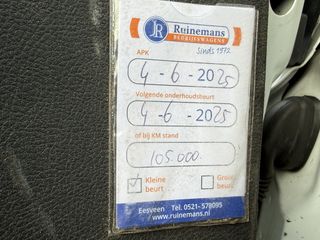 JR Ruinemans
BEDRIJFSWAGENS
sinds 1972
APK
4 - 6 - 2025
Volgende onderhoudsbeurt
4 - 6 - 2025
of bij KM stand
105.000
Kleine beurt
Grote beurt
Eesveen Tel. 0521-578095
www.ruinemans.nl